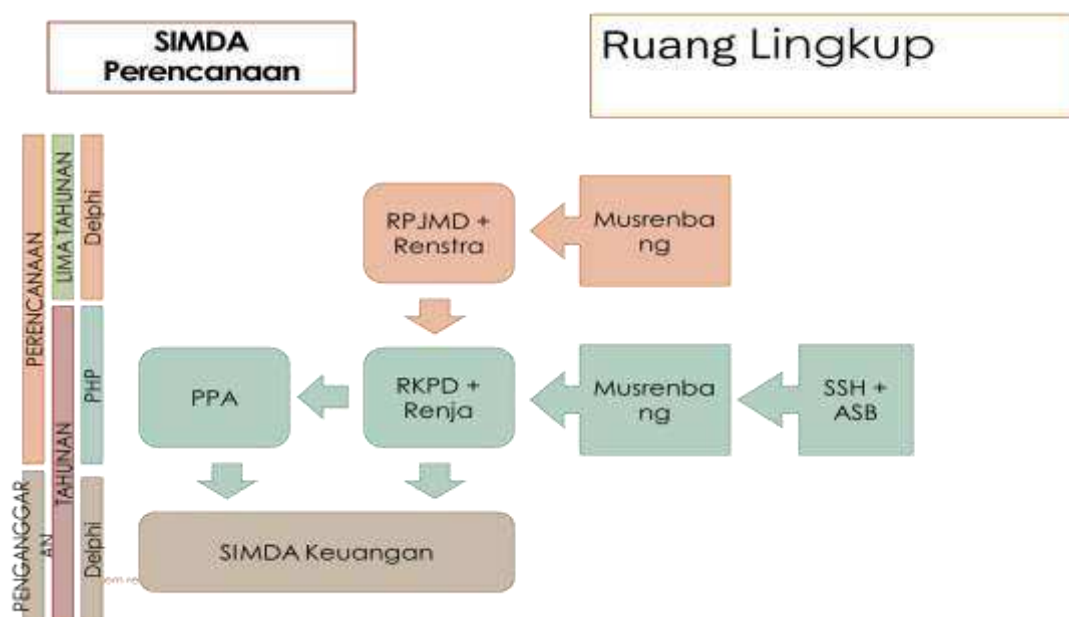 SIMDA
Perencanaan
Ruang Lingkup
PERENCANAAN
LIMA TAHUNAN
Delphi
RPJMD +
Renstra
Musrenba
ng
TAHUNAN
PHP
PPA
RKPD +
Renja
Musrenba
ng
SSH +
ASB
PENGANGGAR
AN
Delphi
SIMDA Keuangan